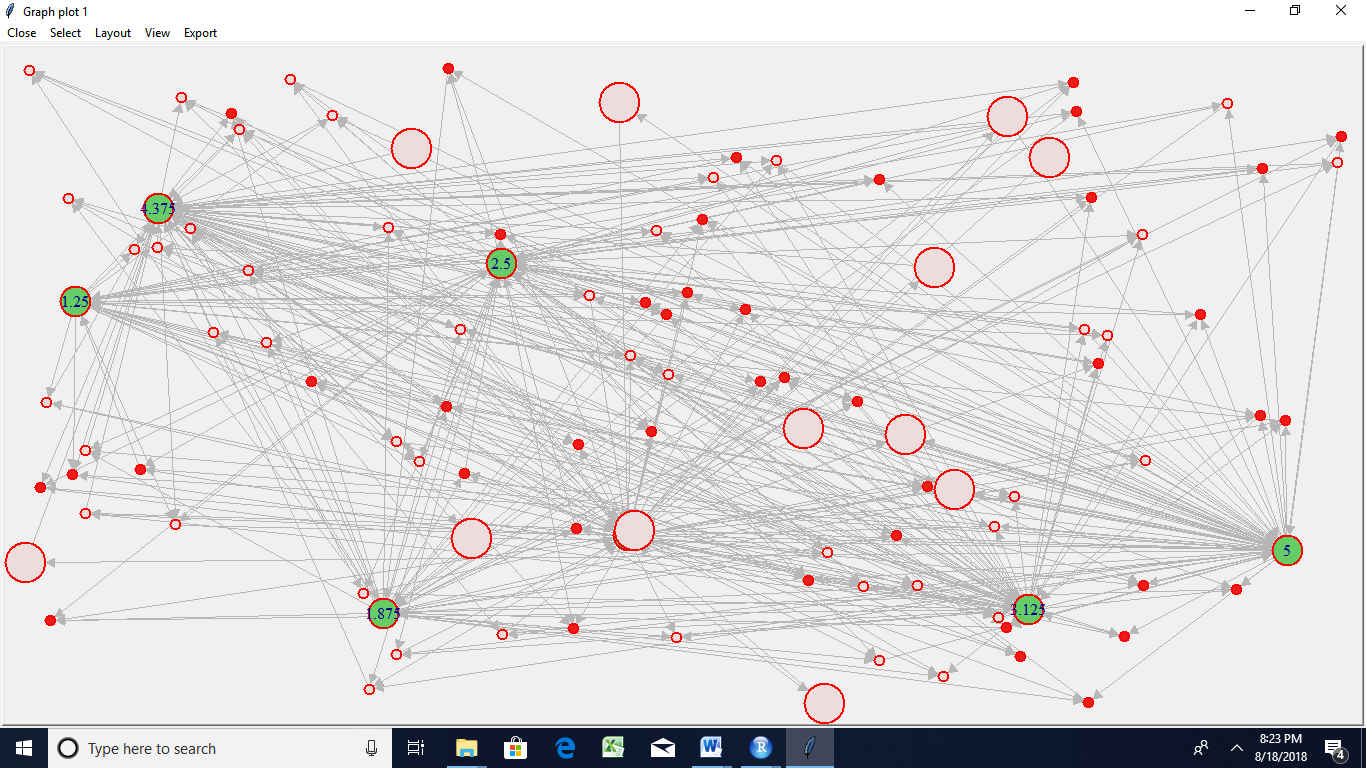 Graph plot 1
Close Select Layout View Export
4.375
2.5
1.25
5
1.875
3.125
Type here to search
8:23 PM
8/18/2018
4